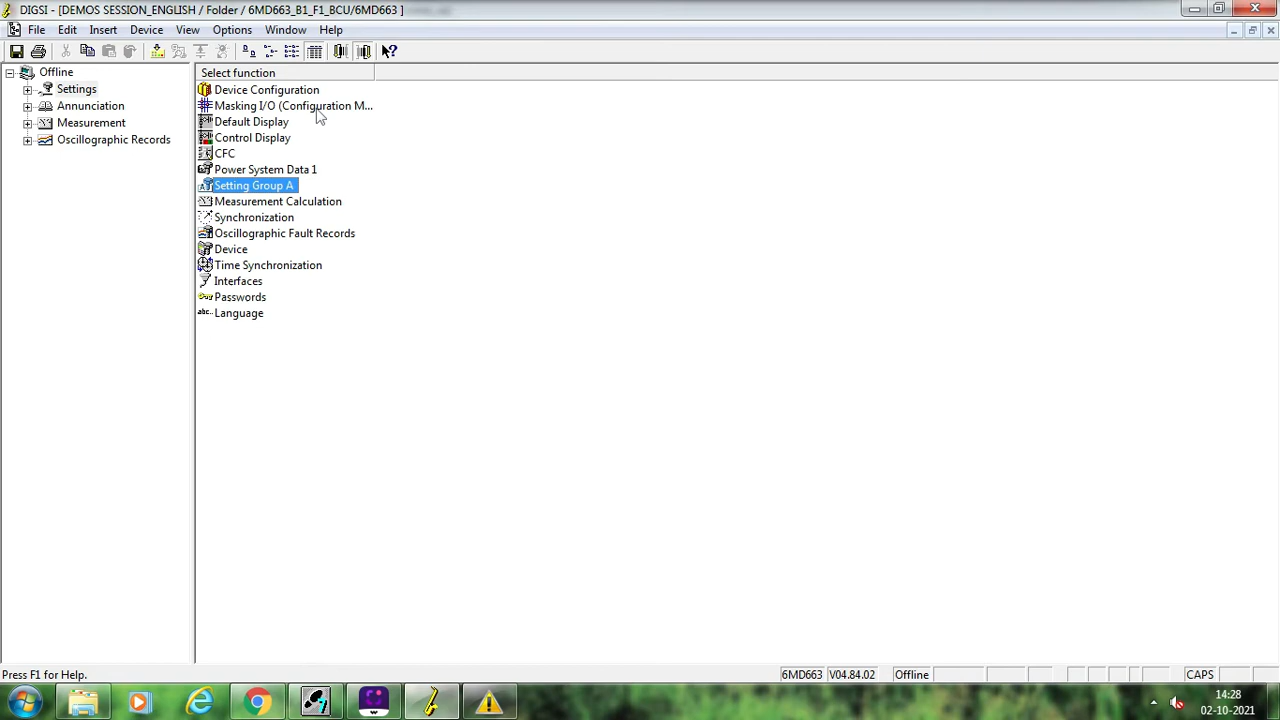 DIGSI - [DEMOS SESSION_ENGLISH / Folder / 6MD663_B1_F1_BCU/6MD663 ]
File Edit Insert Device View Options Window Help
Offline
Settings
Annunciation
Measurement
Oscillographic Records
Select function
Device Configuration
Masking I/O (Configuration M...
Default Display
Control Display
CFC
Power System Data 1
Setting Group A
Measurement Calculation
Synchronization
Oscillographic Fault Records
Device
Time Synchronization
Interfaces
Passwords
abc.. Language
Press F1 for Help. 6MD663 V04.84.02 Offline CAPS
14:28
02-10-2021